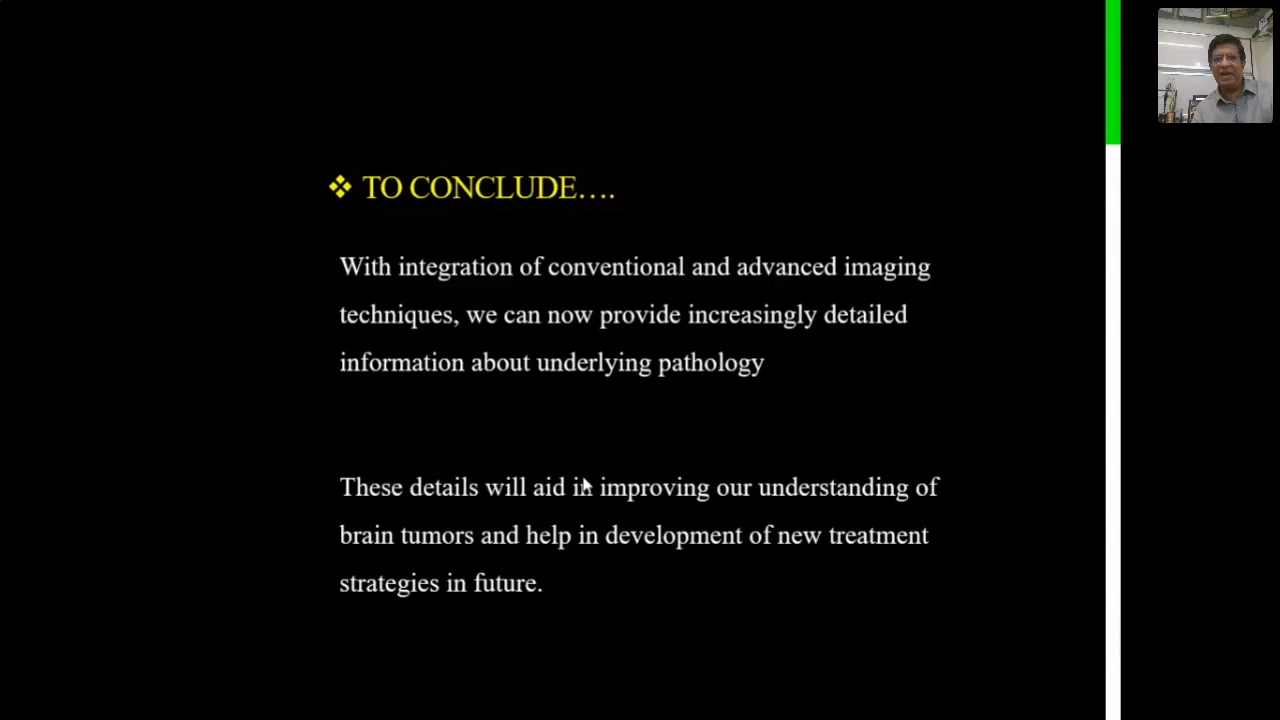 ❖ TO CONCLUDE….
With integration of conventional and advanced imaging
techniques, we can now provide increasingly detailed
information about underlying pathology
These details will aid in improving our understanding of
brain tumors and help in development of new treatment
strategies in future.